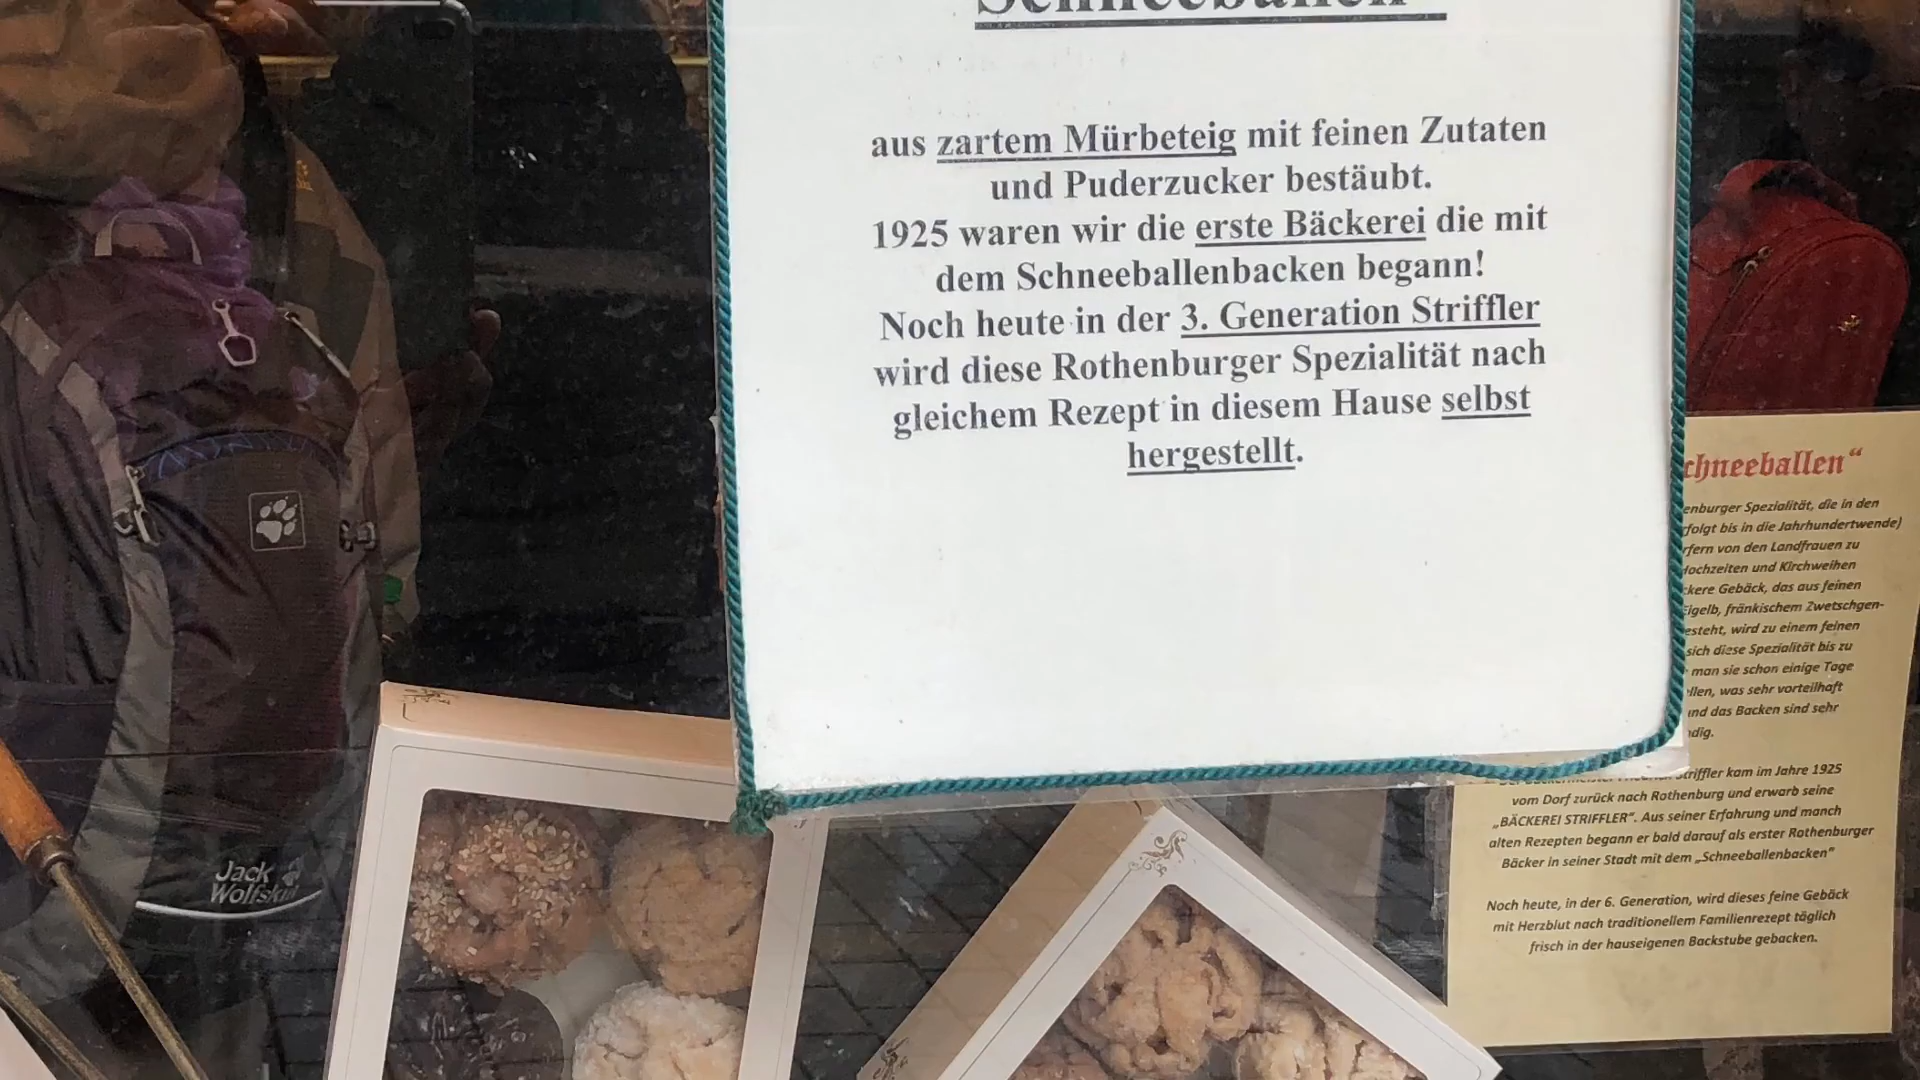 Schneeballen
aus zartem Mürbeteig mit feinen Zutaten
und Puderzucker bestäubt.
1925 waren wir die erste Bäckerei die mit
dem Schneeballenbacken begann!
Noch heute in der 3. Generation Striffler
wird diese Rothenburger Spezialität nach
gleichem Rezept in diesem Hause selbst
hergestellt.
chneeballen“
enburger Spezialität, die in den
rfolgt bis in die Jahrhundertwende)
rfern von den Landfrauen zu
Hochzeiten und Kirchweihen
ckere Gebäck, das aus feinen
Eigelb, fränkischem Zwetschgen-
esteht, wird zu einem feinen
sich diese Spezialität bis zu
man sie schon einige Tage
llen, was sehr vorteilhaft
und das Backen sind sehr
ndig.
Striffler kam im Jahre 1925
vom Dorf zurück nach Rothenburg und erwarb seine
„BÄCKEREI STRIFFLER“. Aus seiner Erfahrung und manch
alten Rezepten begann er bald darauf als erster Rothenburger
Bäcker in seiner Stadt mit dem „Schneeballenbacken“
Noch heute, in der 6. Generation, wird dieses feine Gebäck
mit Herzblut nach traditionellem Familienrezept täglich
frisch in der hauseigenen Backstube gebacken.
Jack
Wolfskin